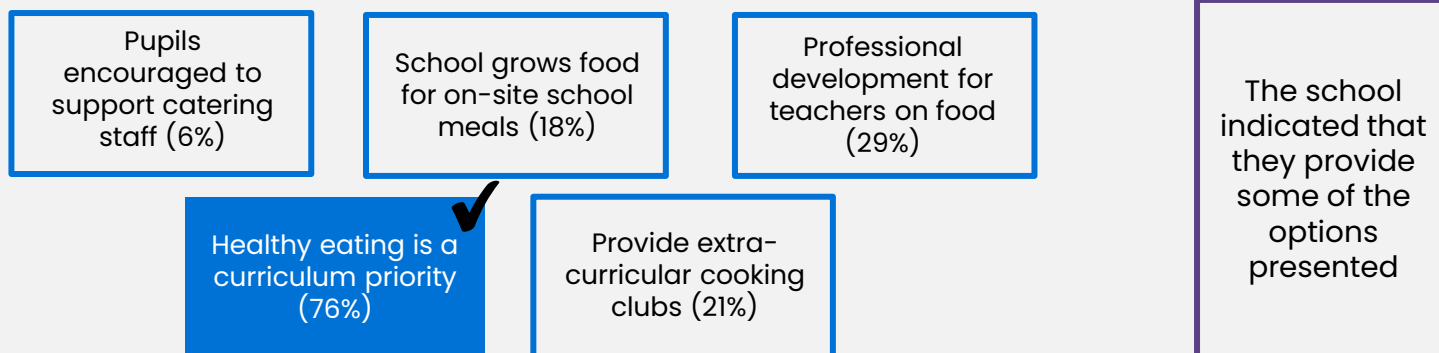 Pupils
encouraged to
support catering
staff (6%)
School grows food
for on-site school
meals (18%)
Professional
development for
teachers on food
(29%)
Healthy eating is a
curriculum priority
(76%)
Provide extra-
curricular cooking
clubs (21%)
The school
indicated that
they provide
some of the
options
presented